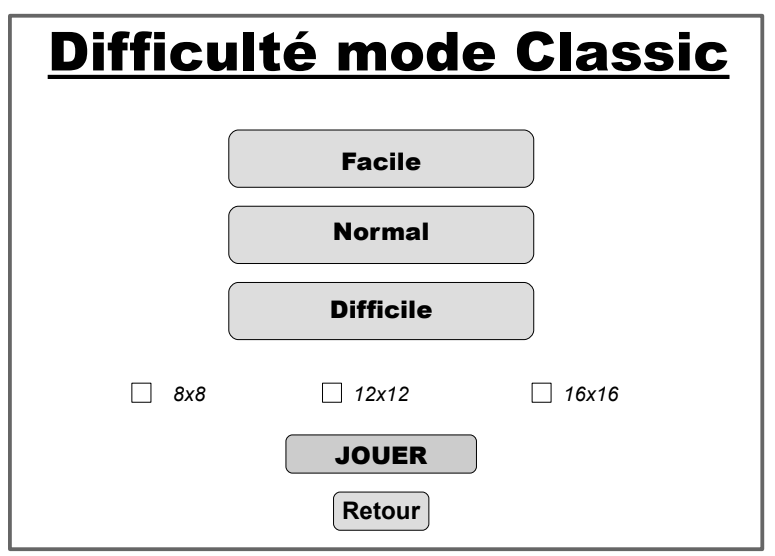 Difficulté mode Classic
Facile
Normal
Difficile
8x8 12x12 16x16
JOUER
Retour